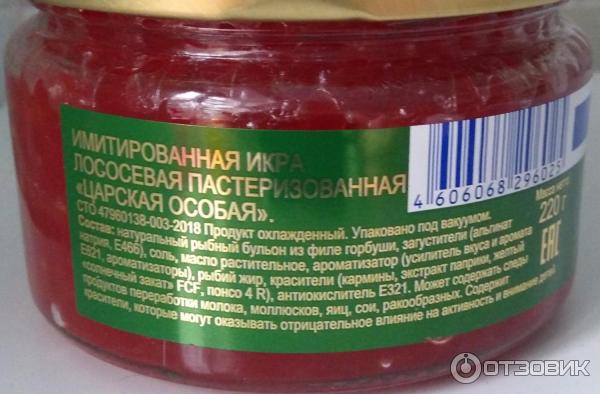 ИМИТИРОВАННАЯ ИКРА
ЛОСОСЕВАЯ ПАСТЕРИЗОВАННАЯ
«ЦАРСКАЯ ОСОБАЯ».
СТО 47960138-003-2018 Продукт охлажденный. Упаковано под вакуумом.
Состав: натуральный рыбный бульон из филе горбуши, загустители (альгинат
натрия, Е466), соль, масло растительное, ароматизатор (усилитель вкуса и аромата
Е621, ароматизаторы), рыбий жир, красители (кармины, экстракт паприки, желтый
«солнечный закат» FCF, понсо 4 R), антиокислитель Е321. Может содержать следы
продуктов переработки молока, моллюсков, яиц, сои, ракообразных. Содержит
красители, которые могут оказывать отрицательное влияние на активность и внимание детей.
4 606068 296025
Масса нетто:
220 г
ЕАС
ОТЗОВИК